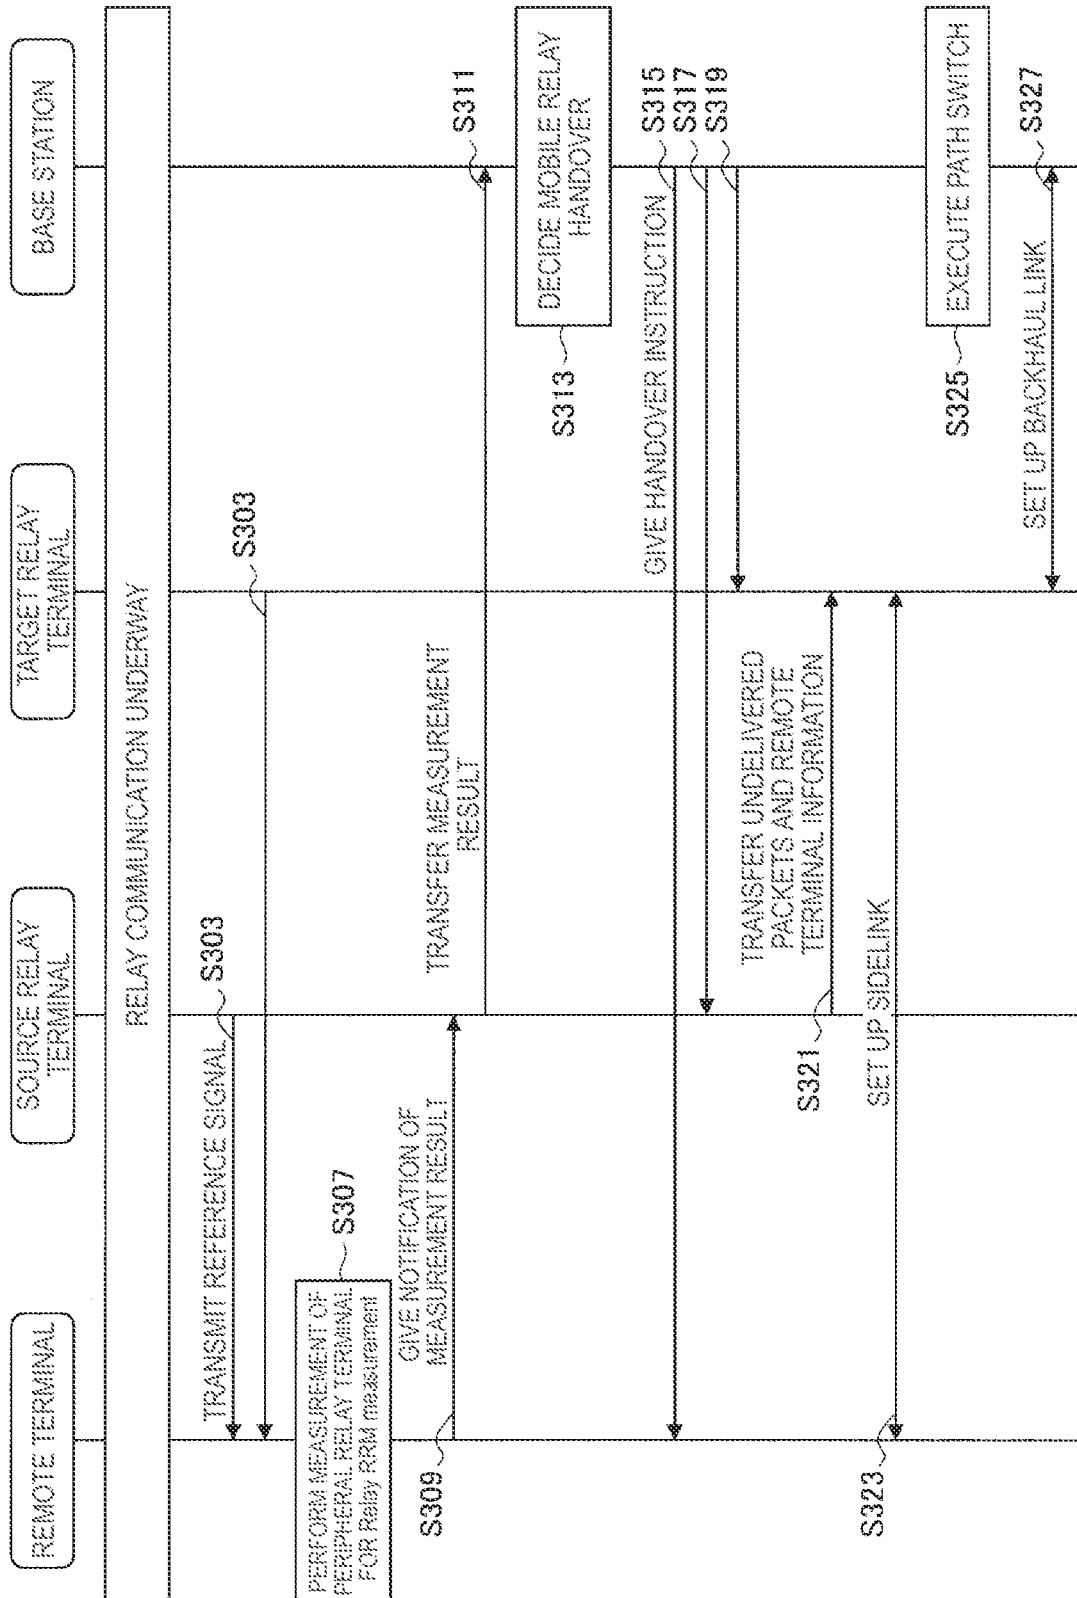 REMOTE TERMINAL
SOURCE RELAY
TERMINAL
TARGET RELAY
TERMINAL
BASE STATION
RELAY COMMUNICATION UNDERWAY
TRANSMIT REFERENCE SIGNAL
S303
S303
PERFORM MEASUREMENT OF
PERIPHERAL RELAY TERMINAL
FOR Relay RRM measurement
S307
GIVE NOTIFICATION OF
MEASUREMENT RESULT
S309
TRANSFER MEASUREMENT
RESULT
S311
DECIDE MOBILE RELAY
HANDOVER
S313
GIVE HANDOVER INSTRUCTION
S315
S317
S319
TRANSFER UNDELIVERED
PACKETS AND REMOTE
TERMINAL INFORMATION
S321
SET UP SIDELINK
S323
EXECUTE PATH SWITCH
S325
SET UP BACKHAUL LINK
S327